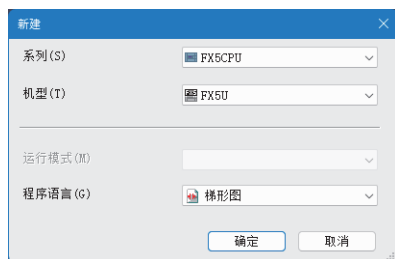 新建
系列(S) FX5CPU
机型(T) FX5U
运行模式(M)
程序语言(G) 梯形图
确定 取消